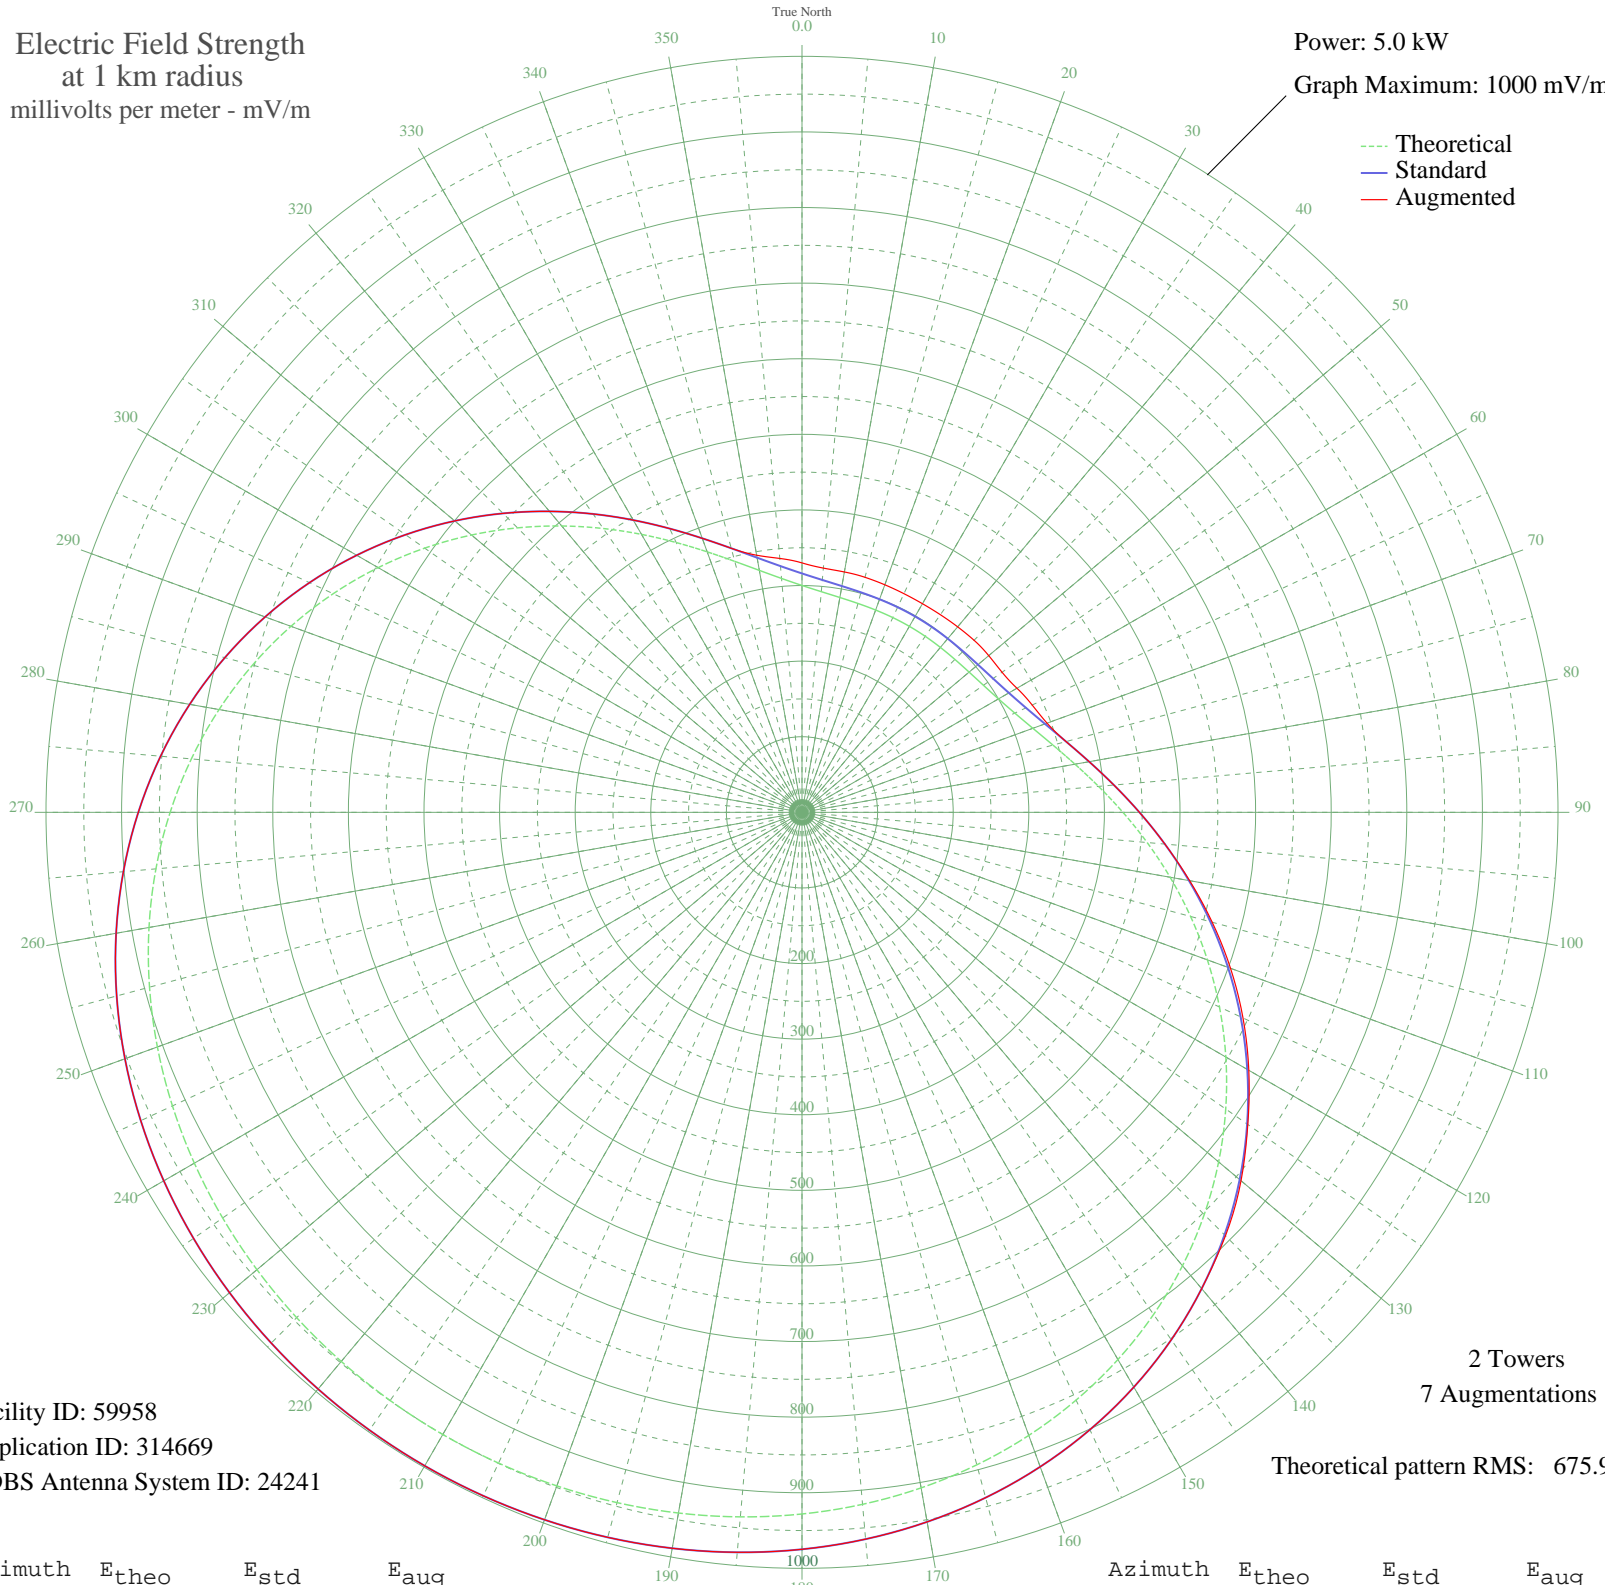 True North
0.0
Electric Field Strength
at 1 km radius
millivolts per meter - mV/m
Power: 5.0 kW
Graph Maximum: 1000 mV/m
Theoretical
Standard
Augmented
10
20
30
40
50
60
70
80
90
100
110
120
130
140
150
160
170
190
200
210
220
230
240
250
260
270
280
290
300
310
320
330
340
350
200
300
400
500
600
700
800
900
1000
2 Towers
7 Augmentations
Theoretical pattern RMS: 675.9
cility ID: 59958
plication ID: 314669
DBS Antenna System ID: 24241
imuth Etheo Estd Eaug
Azimuth Etheo Estd Eaug